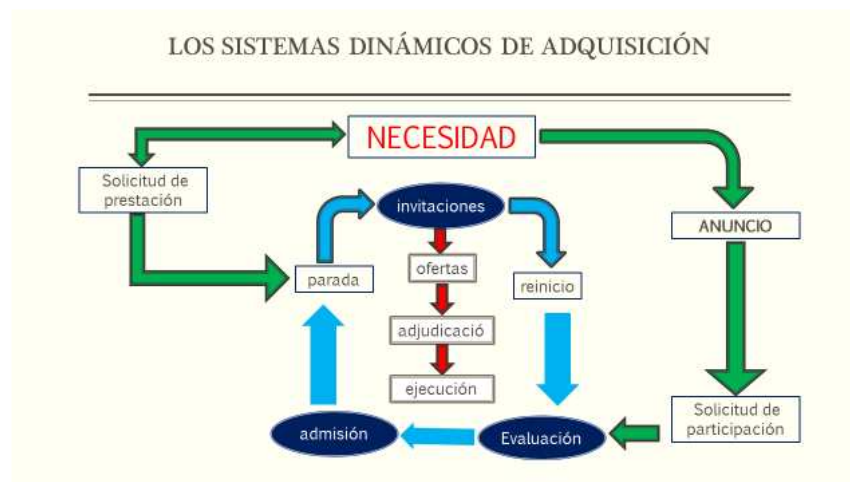 LOS SISTEMAS DINÁMICOS DE ADQUISICIÓN
NECESIDAD
Solicitud de
prestación
invitaciones
ANUNCIO
ofertas
parada
reinicio
adjudicació
ejecución
Solicitud de
participación
admisión
Evaluación